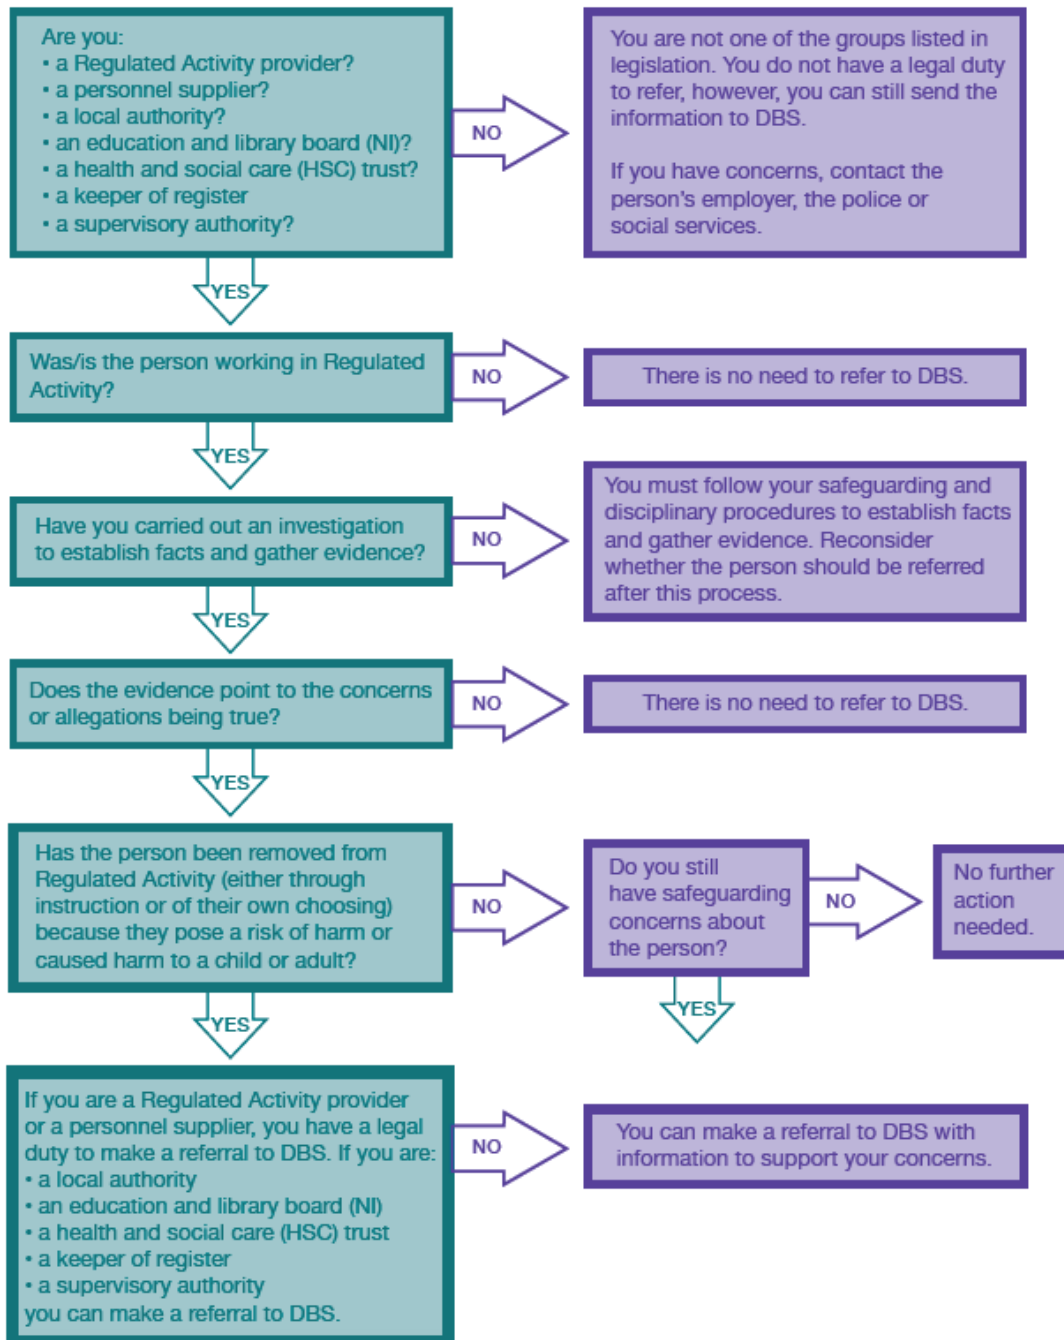 Are you:
• a Regulated Activity provider?
• a personnel supplier?
• a local authority?
• an education and library board (NI)?
• a health and social care (HSC) trust?
• a keeper of register
• a supervisory authority?
NO
You are not one of the groups listed in
legislation. You do not have a legal duty
to refer, however, you can still send the
information to DBS.
If you have concerns, contact the
person's employer, the police or
social services.
YES
Was/is the person working in Regulated
Activity?
NO
There is no need to refer to DBS.
YES
Have you carried out an investigation
to establish facts and gather evidence?
NO
You must follow your safeguarding and
disciplinary procedures to establish facts
and gather evidence. Reconsider
whether the person should be referred
after this process.
YES
Does the evidence point to the concerns
or allegations being true?
NO
There is no need to refer to DBS.
YES
Has the person been removed from
Regulated Activity (either through
instruction or of their own choosing)
because they pose a risk of harm or
caused harm to a child or adult?
NO
Do you still
have safeguarding
concerns about
the person?
NO
No further
action
needed.
YES
YES
If you are a Regulated Activity provider
or a personnel supplier, you have a legal
duty to make a referral to DBS. If you are:
• a local authority
• an education and library board (NI)
• a health and social care (HSC) trust
• a keeper of register
• a supervisory authority
you can make a referral to DBS.
NO
You can make a referral to DBS with
information to support your concerns.